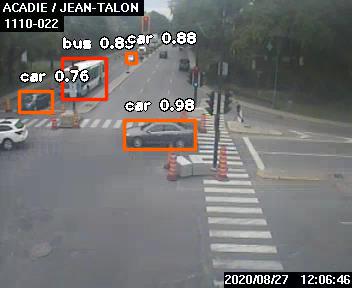 ACADIE / JEAN-TALON
1110-022
bus 0.85
car 0.88
car 0.76
car 0.98
2020/08/27 12:06:46